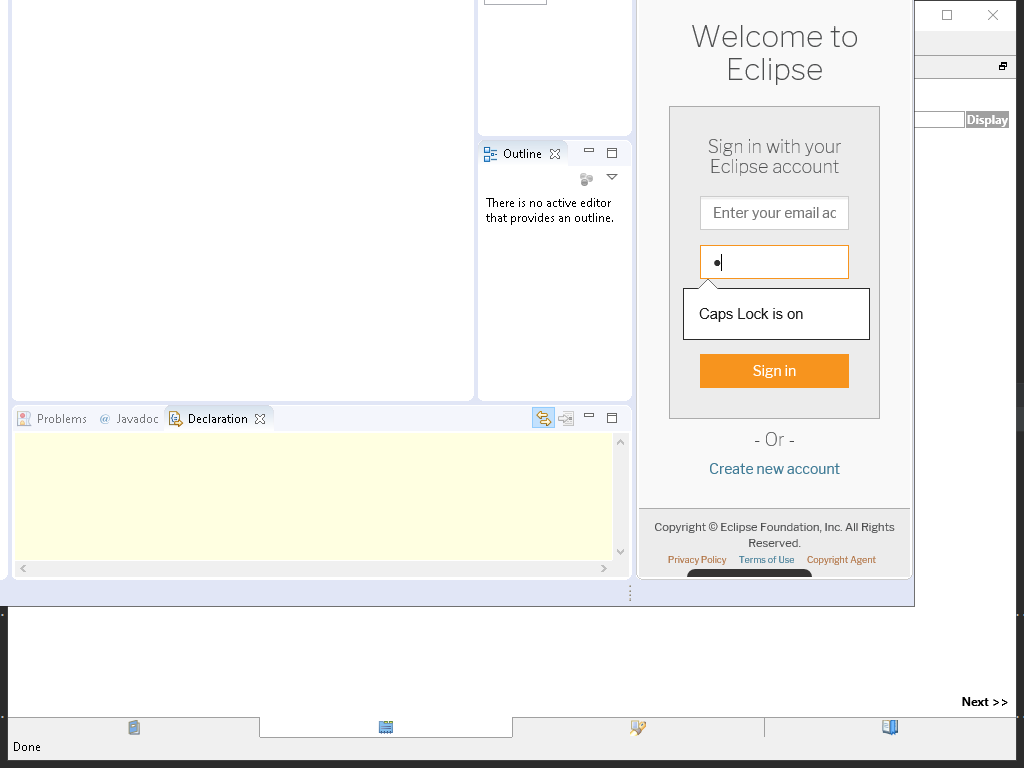 Welcome to
Eclipse
Display
Sign in with your
Eclipse account
Outline
There is no active editor
that provides an outline.
Enter your email ac
Caps Lock is on
Sign in
Problems
@ Javadoc
Declaration
- Or -
Create new account
Copyright © Eclipse Foundation, Inc. All Rights
Reserved.
Privacy Policy Terms of Use Copyright Agent
Next >>
Done